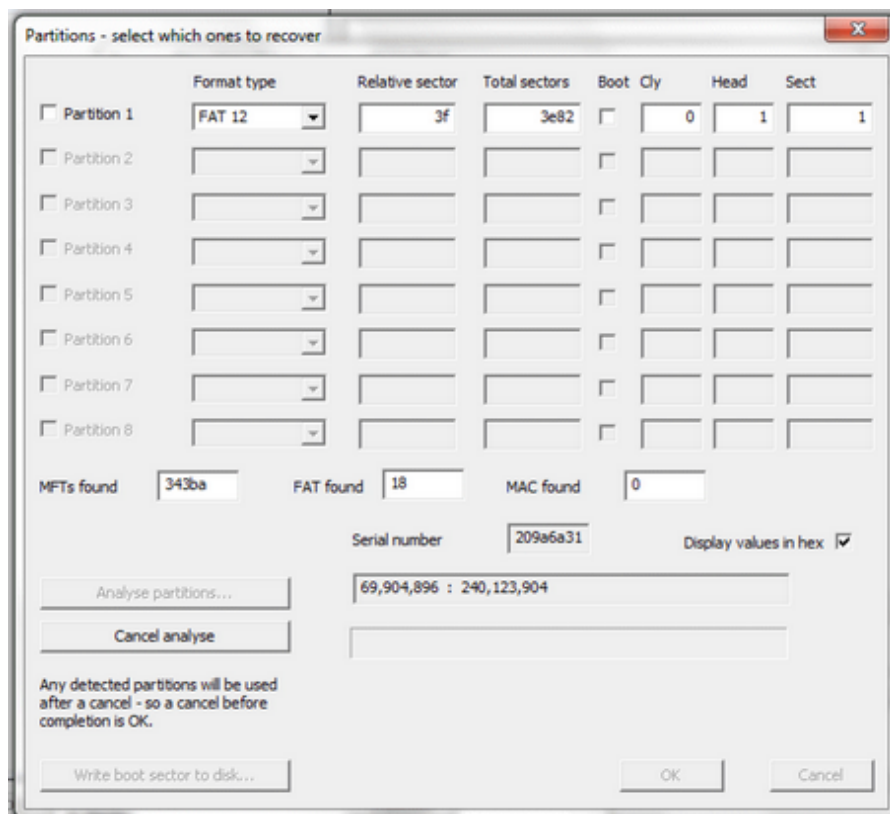 Partitions - select which ones to recover
Format type Relative sector Total sectors Boot Cly Head Sect
Partition 1 FAT 12 3f 3e82 0 1 1
Partition 2
Partition 3
Partition 4
Partition 5
Partition 6
Partition 7
Partition 8
MFTs found 343ba FAT found 18 MAC found 0
Serial number 209a6a31 Display values in hex
Analyse partitions... 69,904,896 : 240,123,904
Cancel analyse
Any detected partitions will be used
after a cancel - so a cancel before
completion is OK.
Write boot sector to disk... OK Cancel